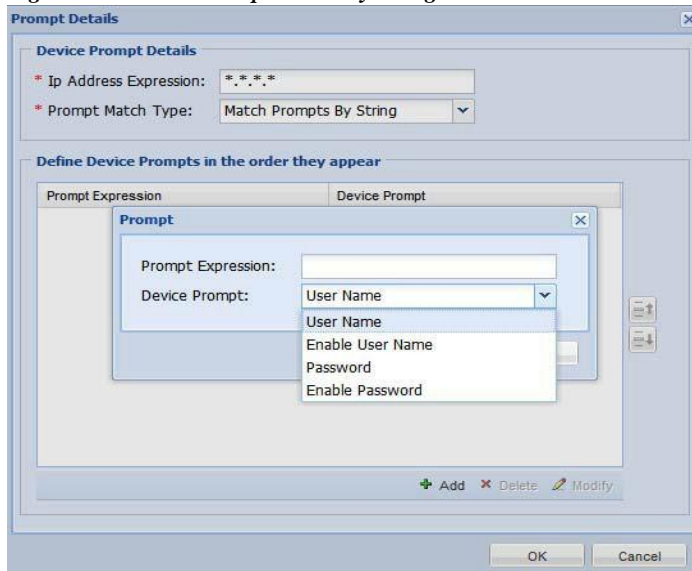 Prompt Details
Device Prompt Details
* Ip Address Expression: *.*.*.*
* Prompt Match Type: Match Prompts By String
Define Device Prompts in the order they appear
Prompt Expression Device Prompt
Prompt
Prompt Expression:
Device Prompt: User Name
User Name
Enable User Name
Password
Enable Password
Add Delete Modify
OK Cancel